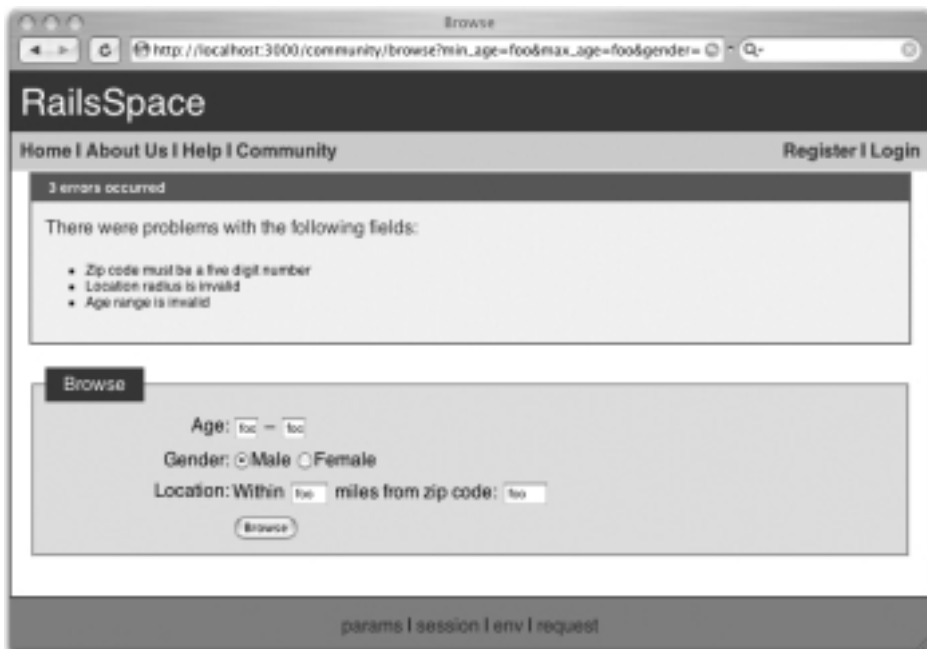 Browse
http://localhost:3000/community/browse?min_age=foo&max_age=foo&gender=
RailsSpace
Home | About Us | Help | Community Register | Login
3 errors occurred
There were problems with the following fields:
• Zip code must be a five digit number
• Location radius is invalid
• Age range is invalid
Browse
Age: foo – foo
Gender: Male Female
Location: Within foo miles from zip code: foo
Browse
params | session | env | request